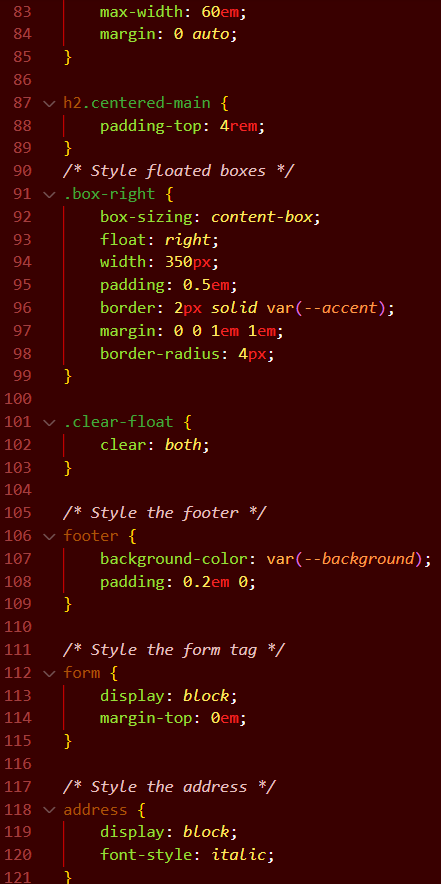 83 max-width: 60em;
84 margin: 0 auto;
85 }
86
87 h2.centered-main {
88 padding-top: 4rem;
89 }
90 /* Style floated boxes */
91 .box-right {
92 box-sizing: content-box;
93 float: right;
94 width: 350px;
95 padding: 0.5em;
96 border: 2px solid var(--accent);
97 margin: 0 0 1em 1em;
98 border-radius: 4px;
99 }
100
101 .clear-float {
102 clear: both;
103 }
104
105 /* Style the footer */
106 footer {
107 background-color: var(--background);
108 padding: 0.2em 0;
109 }
110
111 /* Style the form tag */
112 form {
113 display: block;
114 margin-top: 0em;
115 }
116
117 /* Style the address */
118 address {
119 display: block;
120 font-style: italic;
121 }